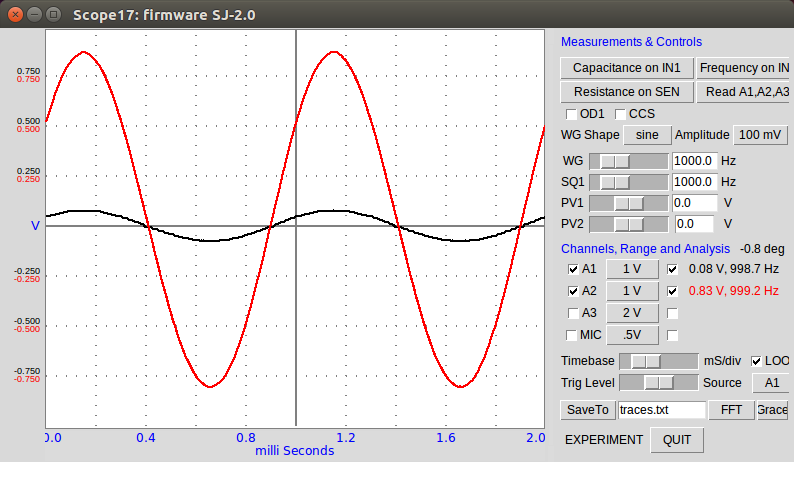 Scope17: firmware SJ-2.0
0.750
0.750
0.500
0.500
0.250
0.250
V
-0.250
-0.250
-0.500
-0.500
-0.750
-0.750
0.0 0.4 0.8 1.2 1.6 2.0
milli Seconds
Measurements & Controls
Capacitance on IN1 Frequency on IN
Resistance on SEN Read A1,A2,A3
OD1 CCS
WG Shape sine Amplitude 100 mV
WG 1000.0 Hz
SQ1 1000.0 Hz
PV1 0.0 V
PV2 0.0 V
Channels, Range and Analysis -0.8 deg
A1 1 V 0.08 V, 998.7 Hz
A2 1 V 0.83 V, 999.2 Hz
A3 2 V
MIC .5V
Timebase mS/div LOO
Trig Level Source A1
SaveTo traces.txt FFT Grace
EXPERIMENT QUIT